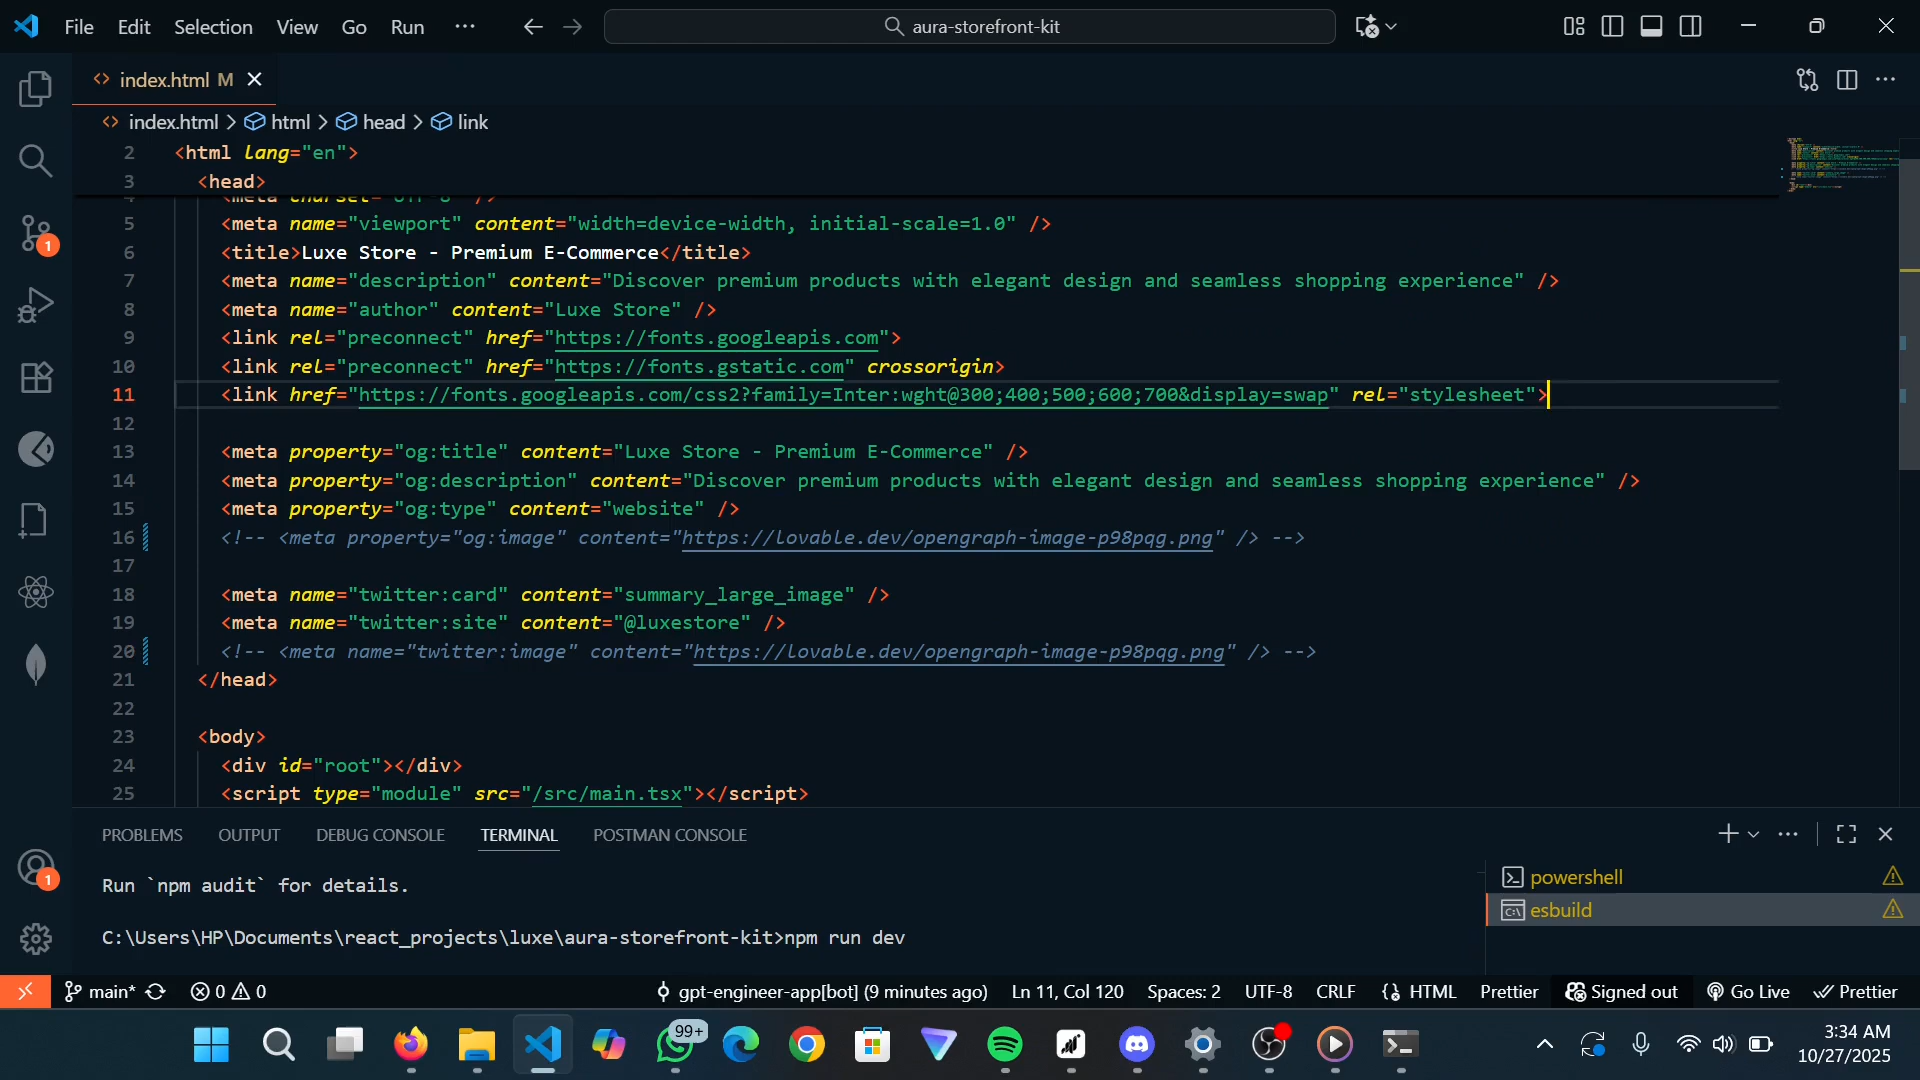 File Edit Selection View Go Run ···
aura-storefront-kit
index.html M
index.html > html > head > link
2 <html lang="en">
3 <head>
4 <meta charset="UTF-8" />
5 <meta name="viewport" content="width=device-width, initial-scale=1.0" />
6 <title>Luxe Store - Premium E-Commerce</title>
7 <meta name="description" content="Discover premium products with elegant design and seamless shopping experience" />
8 <meta name="author" content="Luxe Store" />
9 <link rel="preconnect" href="https://fonts.googleapis.com">
10 <link rel="preconnect" href="https://fonts.gstatic.com" crossorigin>
11 <link href="https://fonts.googleapis.com/css2?family=Inter:wght@300;400;500;600;700&display=swap" rel="stylesheet">
12
13 <meta property="og:title" content="Luxe Store - Premium E-Commerce" />
14 <meta property="og:description" content="Discover premium products with elegant design and seamless shopping experience" />
15 <meta property="og:type" content="website" />
16 <!-- <meta property="og:image" content="https://lovable.dev/opengraph-image-p98pqg.png" /> -->
17
18 <meta name="twitter:card" content="summary_large_image" />
19 <meta name="twitter:site" content="@luxestore" />
20 <!-- <meta name="twitter:image" content="https://lovable.dev/opengraph-image-p98pqg.png" /> -->
21 </head>
22
23 <body>
24 <div id="root"></div>
25 <script type="module" src="/src/main.tsx"></script>
1
1
PROBLEMS OUTPUT DEBUG CONSOLE TERMINAL POSTMAN CONSOLE
Run `npm audit` for details.
C:\Users\HP\Documents\react_projects\luxe\aura-storefront-kit>npm run dev
powershell
esbuild
main* 0 0 gpt-engineer-app[bot] (9 minutes ago) Ln 11, Col 120 Spaces: 2 UTF-8 CRLF HTML Prettier Signed out Go Live Prettier
99+
3:34 AM
10/27/2025